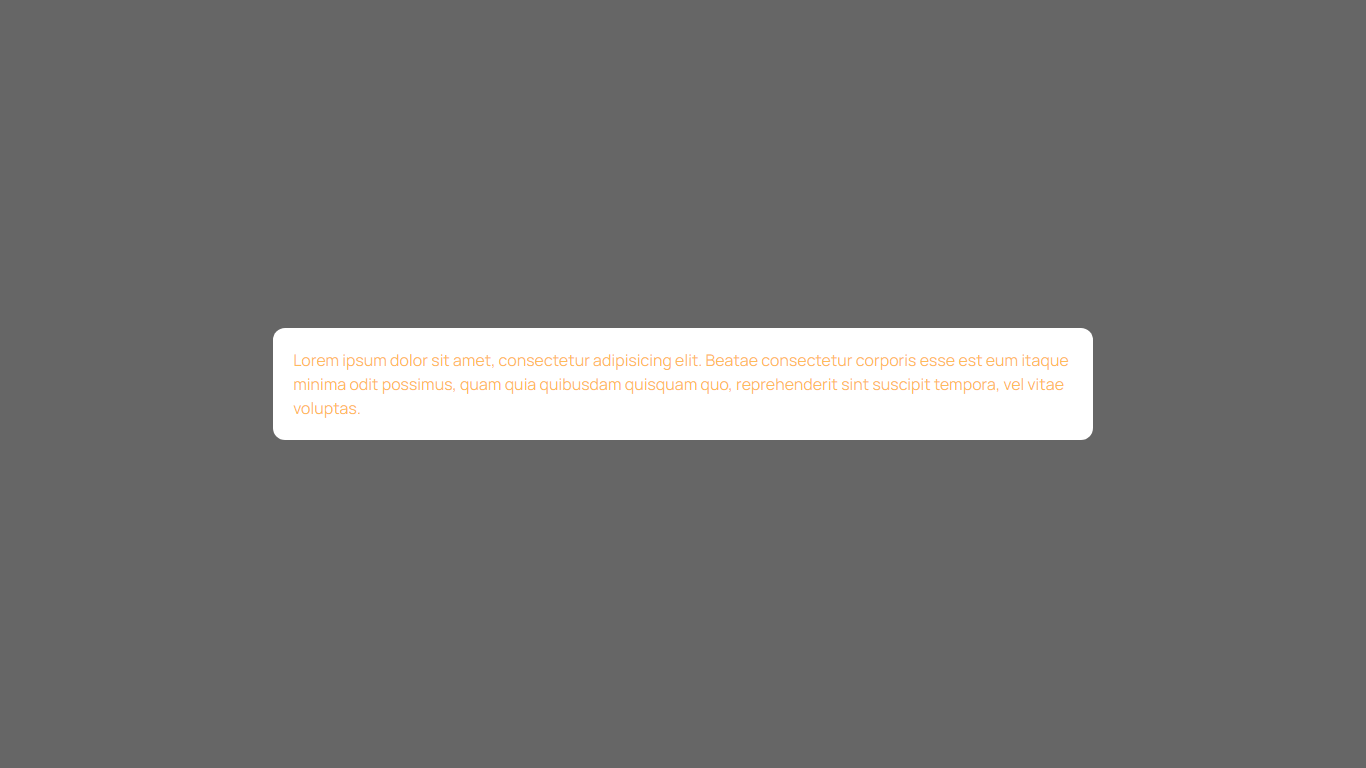 Lorem ipsum dolor sit amet, consectetur adipisicing elit. Beatae consectetur corporis esse est eum itaque
minima odit possimus, quam quia quibusdam quisquam quo, reprehenderit sint suscipit tempora, vel vitae
voluptas.